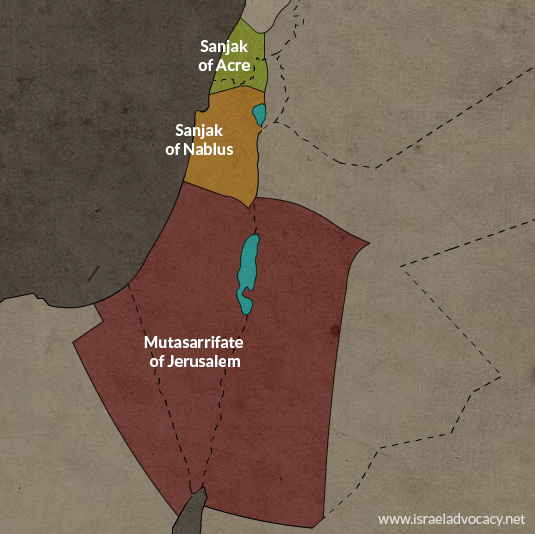 Sanjak
of Acre
Sanjak
of Nablus
Mutasarrifate
of Jerusalem
www.israeladvocacy.net